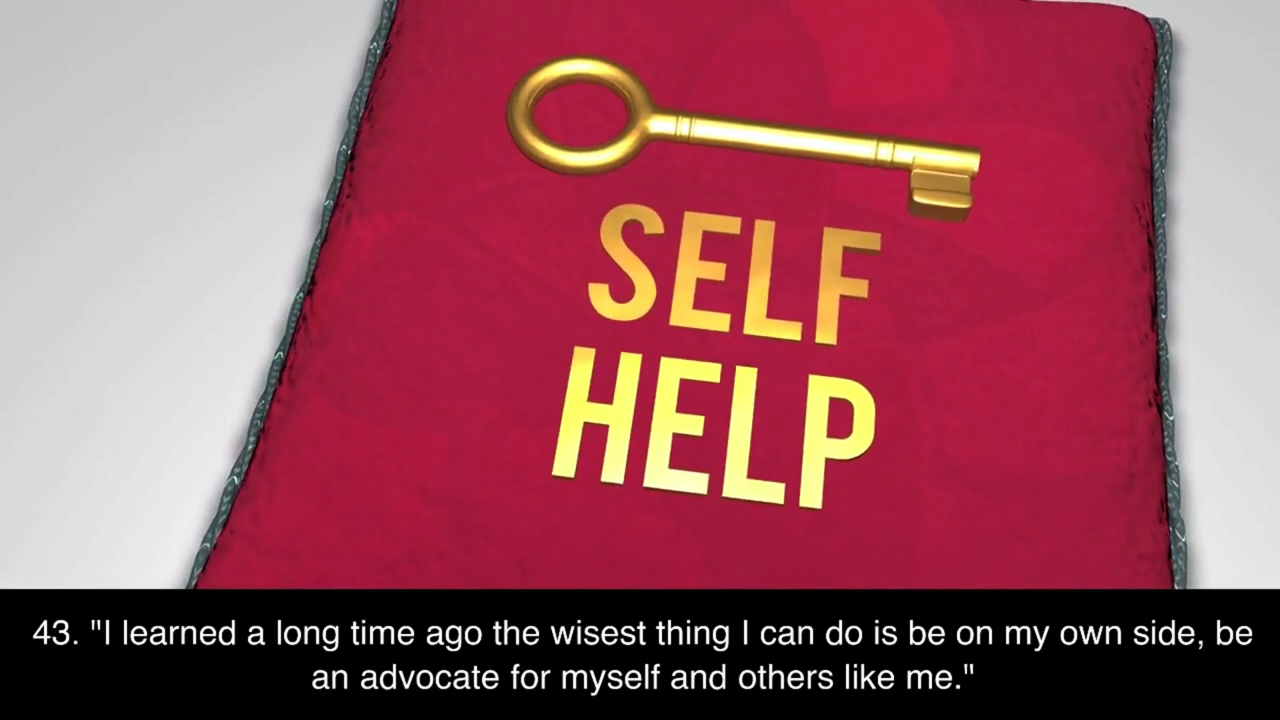 SELF
HELP
43. "I learned a long time ago the wisest thing I can do is be on my own side, be
an advocate for myself and others like me."